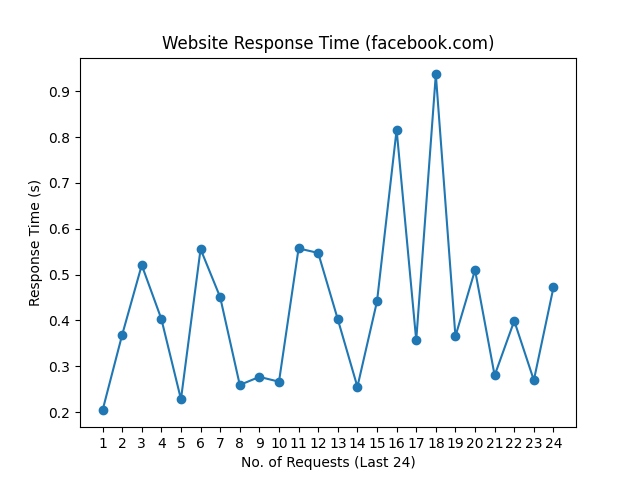 Website Response Time (facebook.com)
Response Time (s)
0.9
0.8
0.7
0.6
0.5
0.4
0.3
0.2
1 2 3 4 5 6 7 8 9 10 11 12 13 14 15 16 17 18 19 20 21 22 23 24
No. of Requests (Last 24)